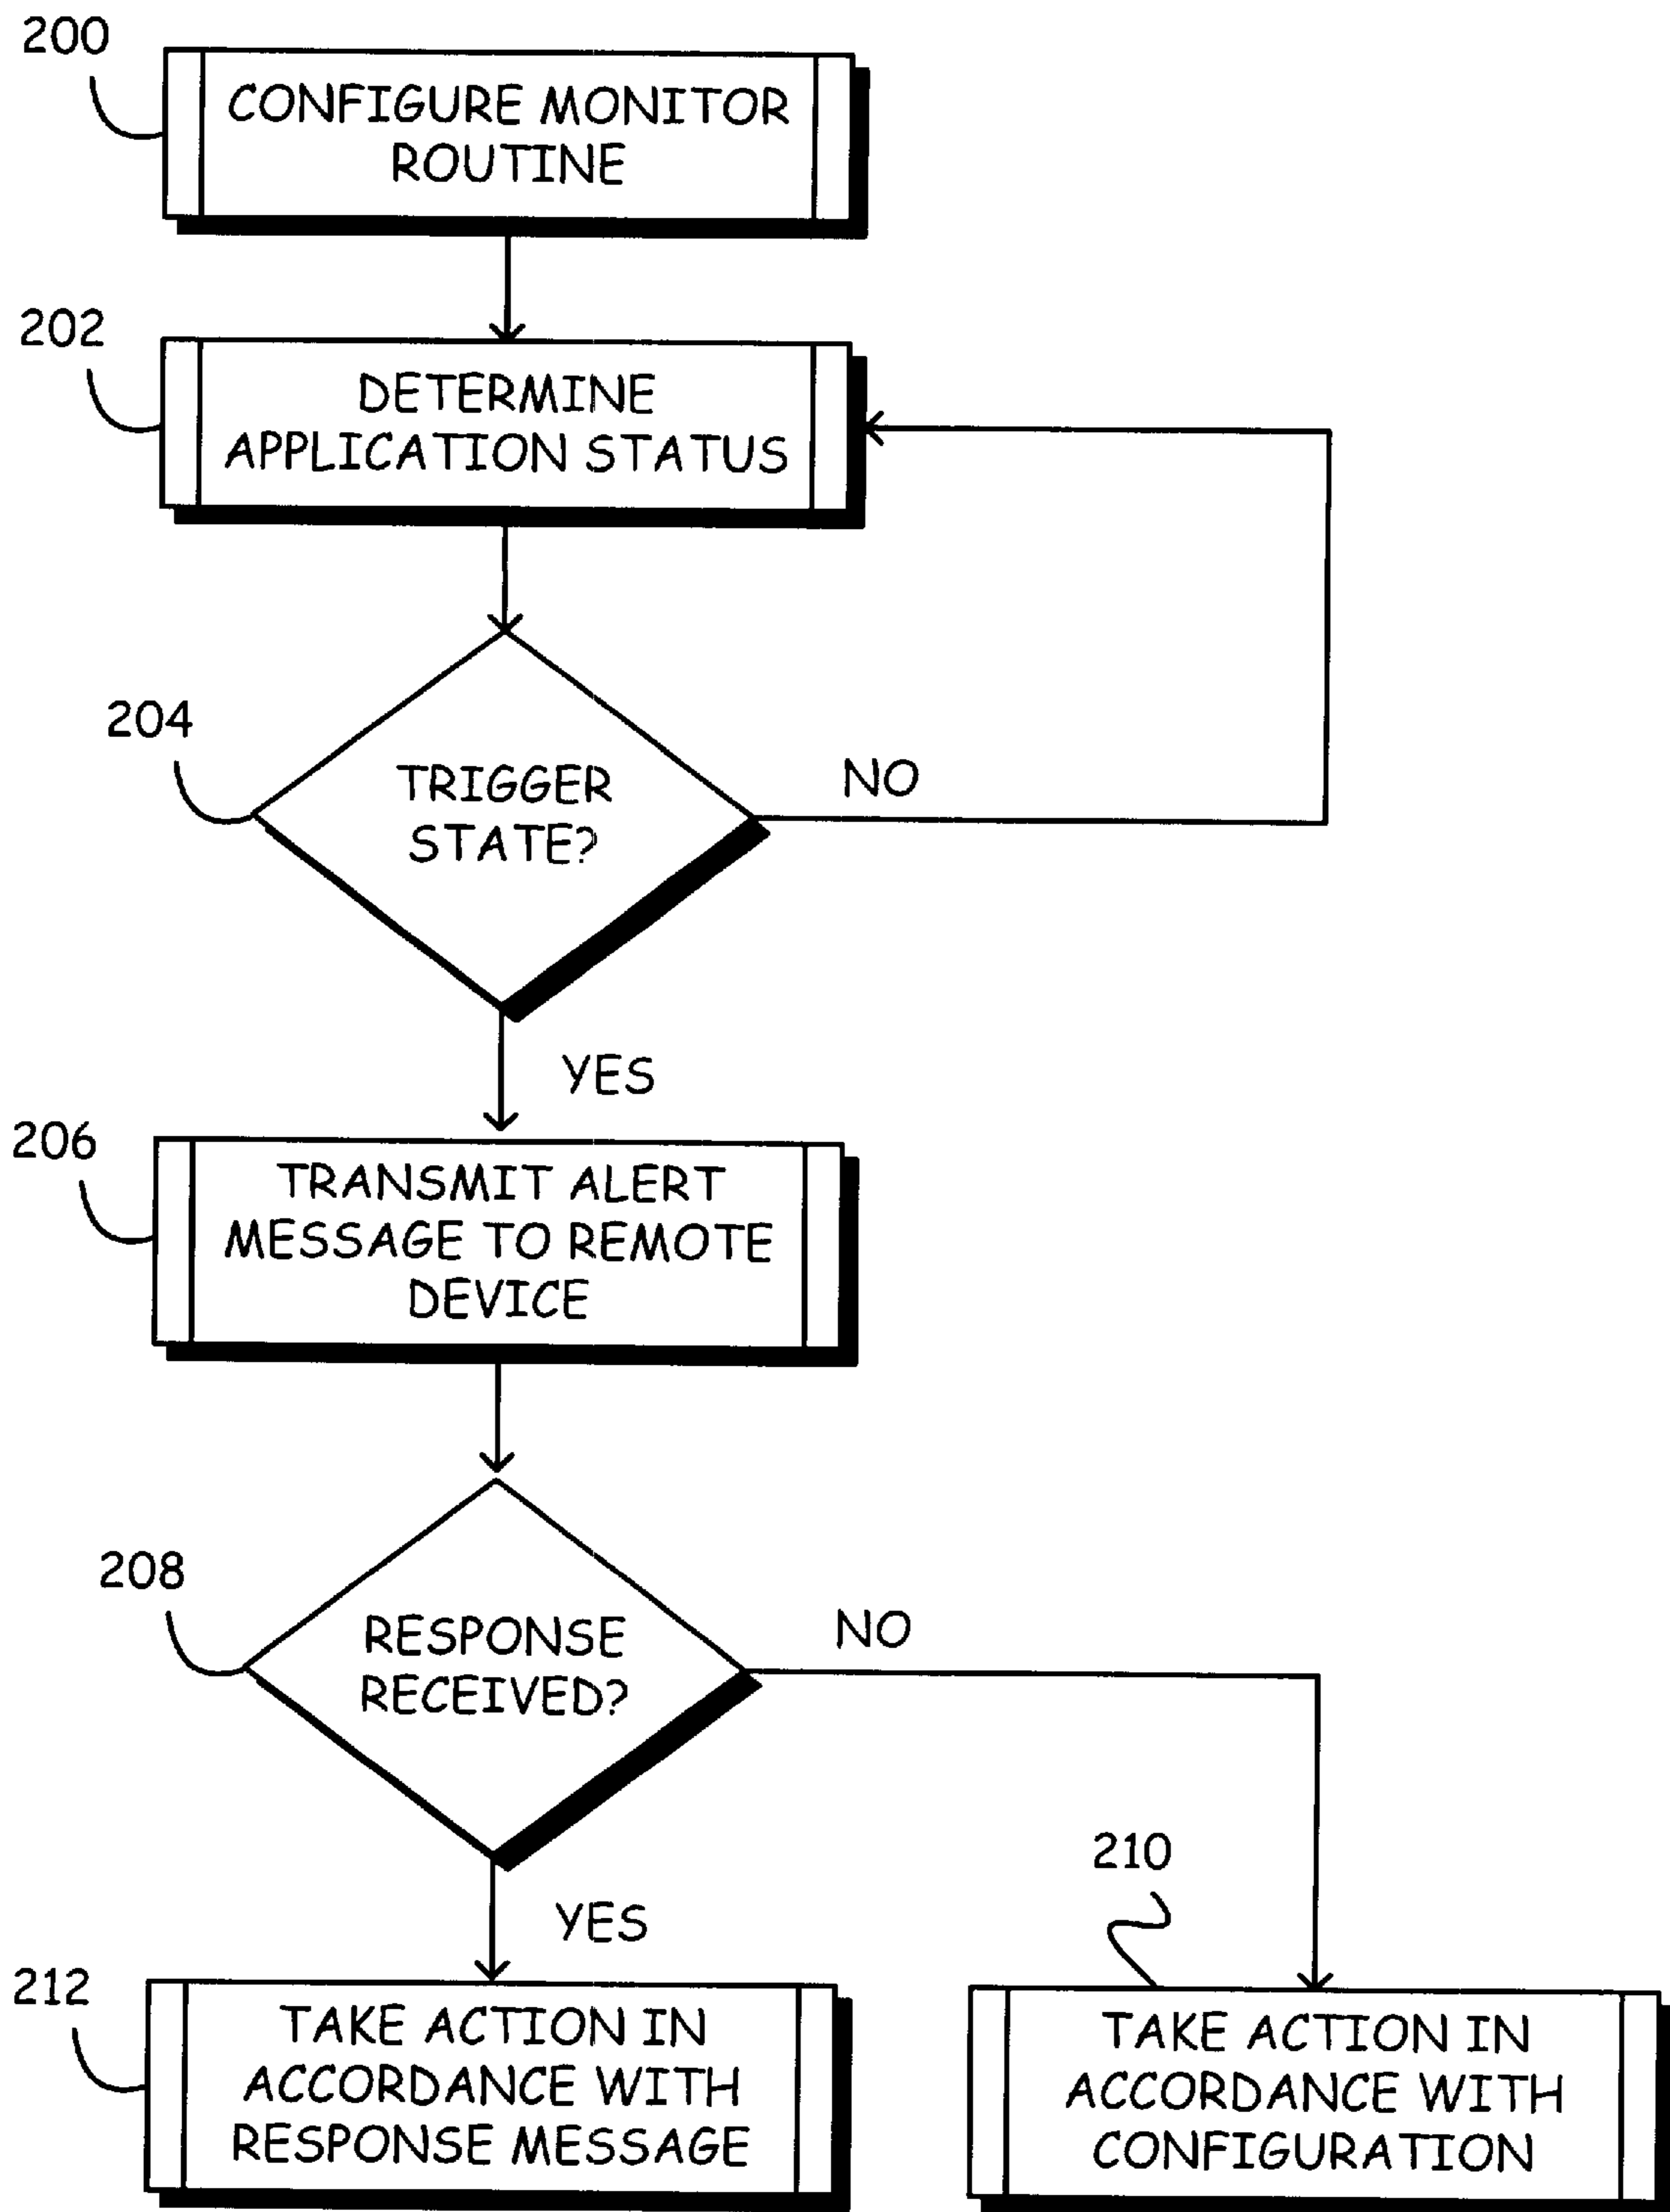 200
CONFIGURE MONITOR
ROUTINE
202
DETERMINE
APPLICATION STATUS
204
TRIGGER
STATE?
NO
YES
206
TRANSMIT ALERT
MESSAGE TO REMOTE
DEVICE
208
RESPONSE
RECEIVED?
NO
YES
210
212
TAKE ACTION IN
ACCORDANCE WITH
RESPONSE MESSAGE
TAKE ACTION IN
ACCORDANCE WITH
CONFIGURATION